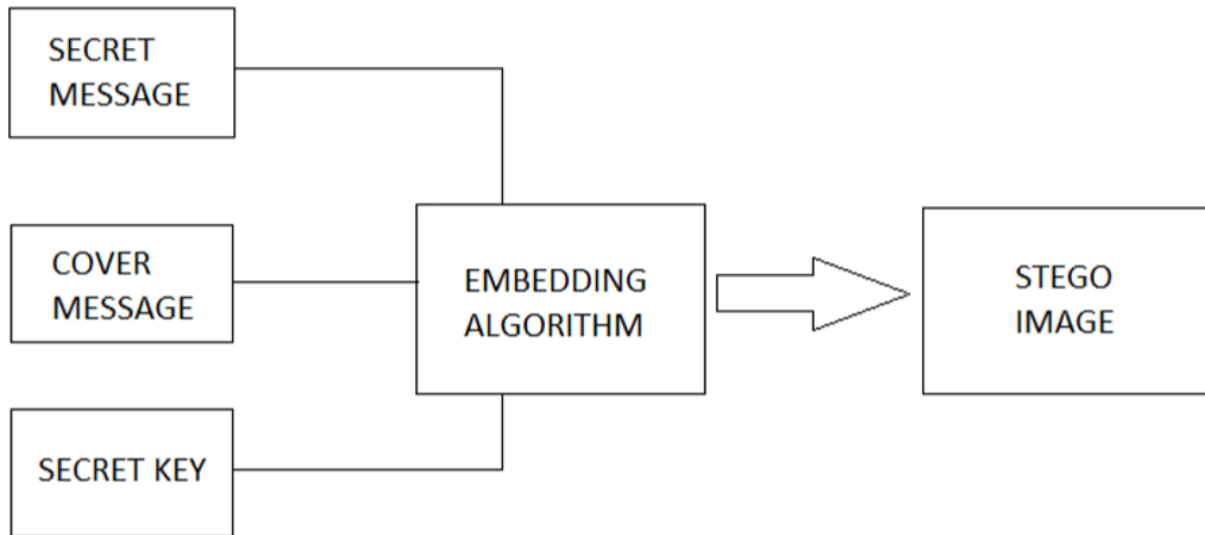 SECRET
MESSAGE
COVER
MESSAGE
SECRET KEY
EMBEDDING
ALGORITHM
STEGO
IMAGE